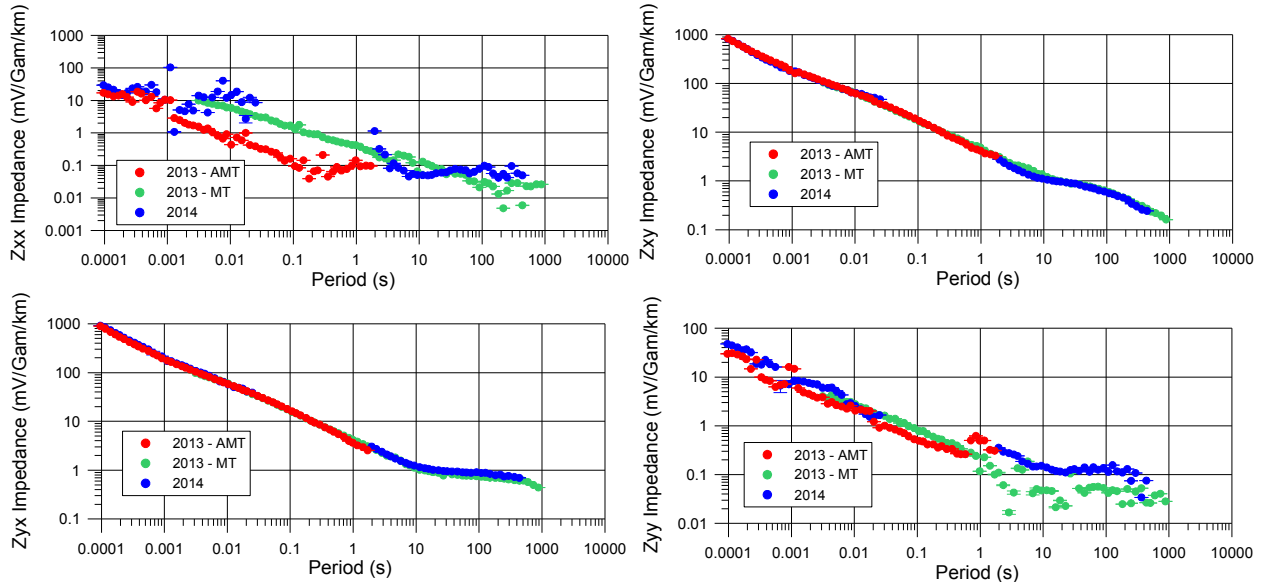 Zxx Impedance (mV/Gam/km)
1000
100
10
1
0.1
0.01
0.001
2013 - AMT
2013 - MT
2014
0.0001 0.001 0.01 0.1 1 10 100 1000 10000
Period (s)
Zxy Impedance (mV/Gam/km)
1000
100
10
1
0.1
2013 - AMT
2013 - MT
2014
0.0001 0.001 0.01 0.1 1 10 100 1000 10000
Period (s)
Zyx Impedance (mV/Gam/km)
1000
100
10
1
0.1
2013 - AMT
2013 - MT
2014
0.0001 0.001 0.01 0.1 1 10 100 1000 10000
Period (s)
Zyy Impedance (mV/Gam/km)
100
10
1
0.1
0.01
2013 - AMT
2013 - MT
2014
0.0001 0.001 0.01 0.1 1 10 100 1000 10000
Period (s)